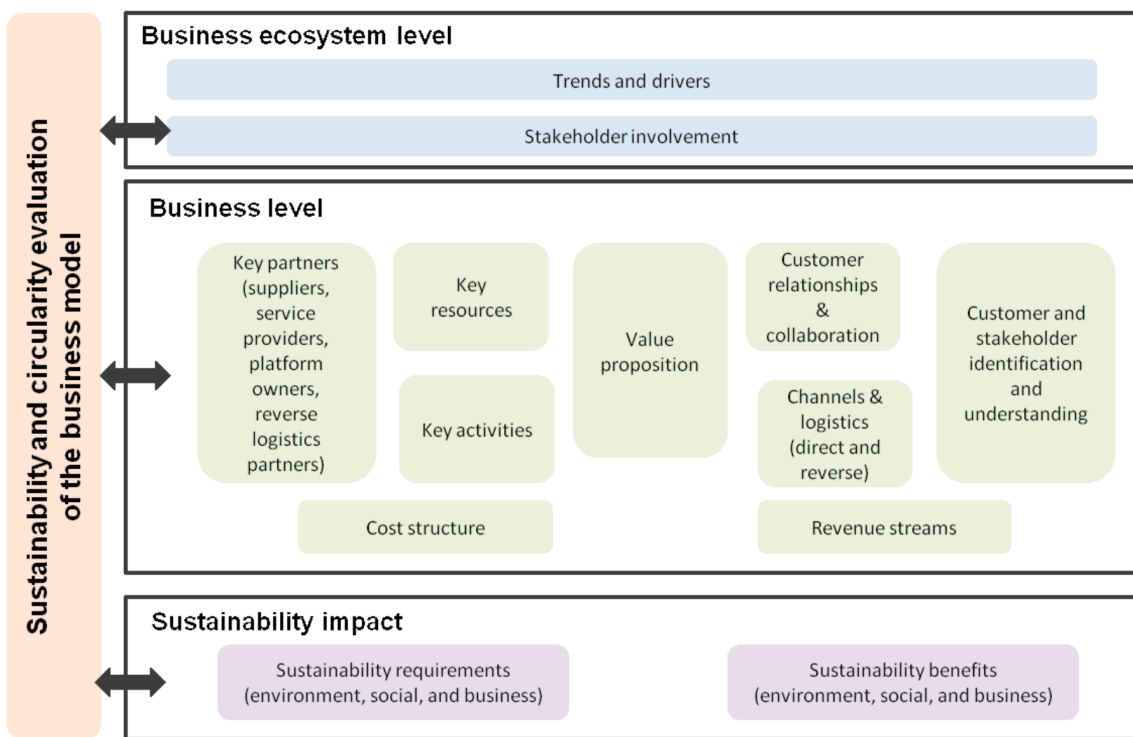 Sustainability and circularity evaluation
of the business model
Business ecosystem level
Trends and drivers
Stakeholder involvement
Business level
Key partners
(suppliers,
service
providers,
platform
owners,
reverse
logistics
partners)
Key
resources
Key activities
Value
proposition
Customer
relationships
&
collaboration
Channels &
logistics
(direct and
reverse)
Customer and
stakeholder
identification
and
understanding
Cost structure
Revenue streams
Sustainability impact
Sustainability requirements
(environment, social, and business)
Sustainability benefits
(environment, social, and business)